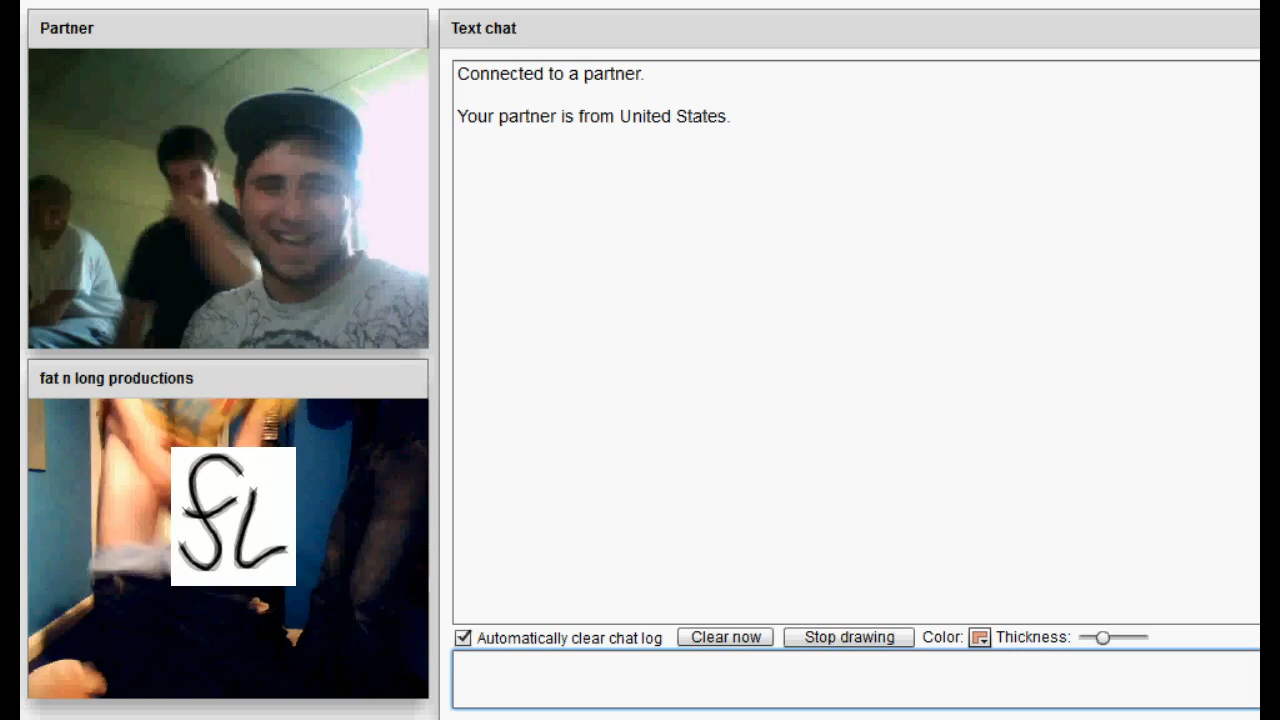 Partner
Text chat
Connected to a partner.
Your partner is from United States.
fat n long productions
fL
Automatically clear chat log
Clear now
Stop drawing
Color:
Thickness: